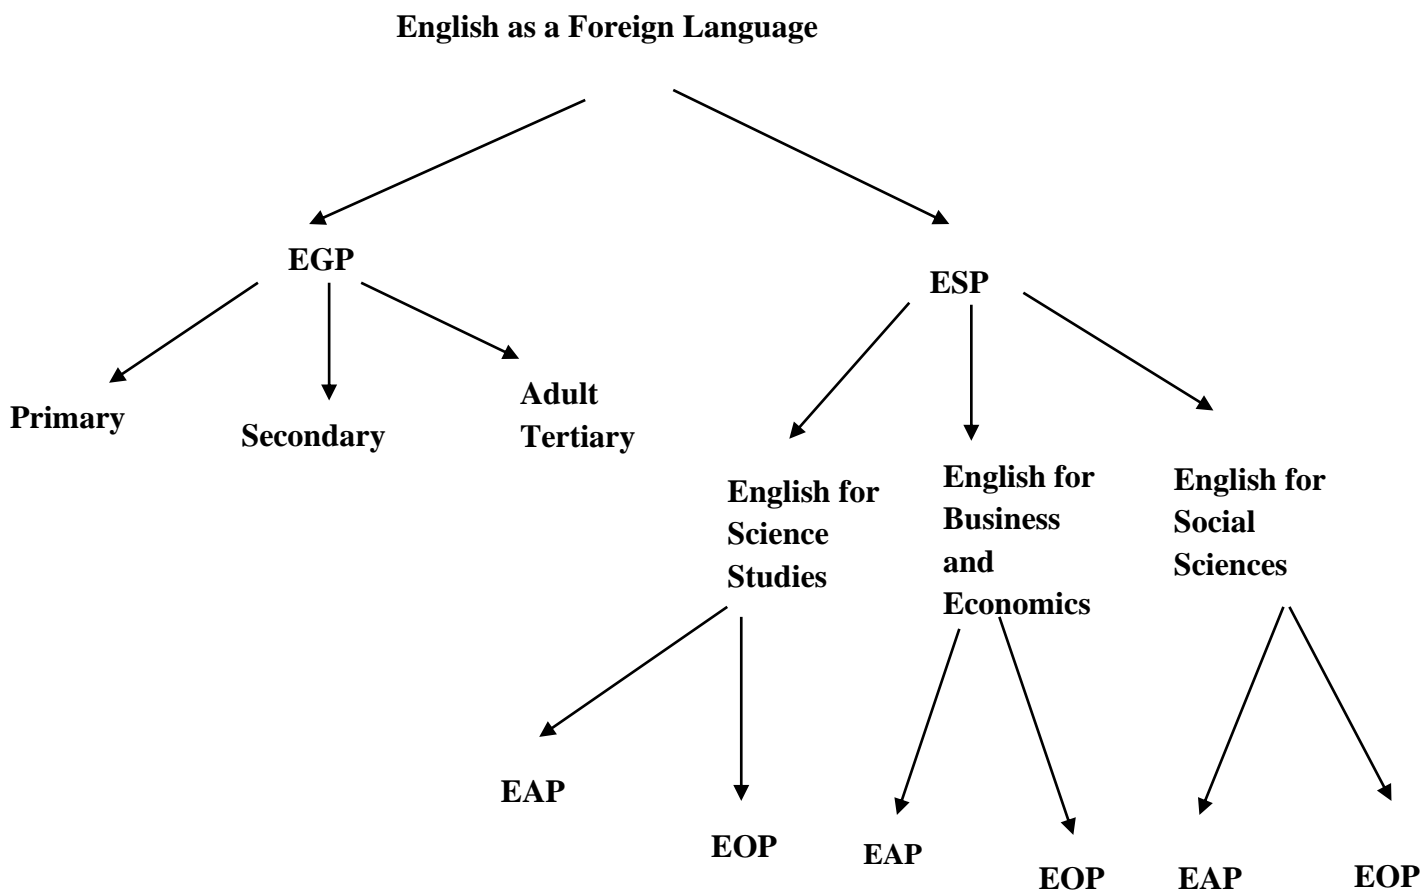 English as a Foreign Language
EGP
ESP
Primary
Secondary
Adult
Tertiary
English for
Science
Studies
English for
Business
and
Economics
English for
Social
Sciences
EAP
EOP
EAP
EOP
EAP
EOP